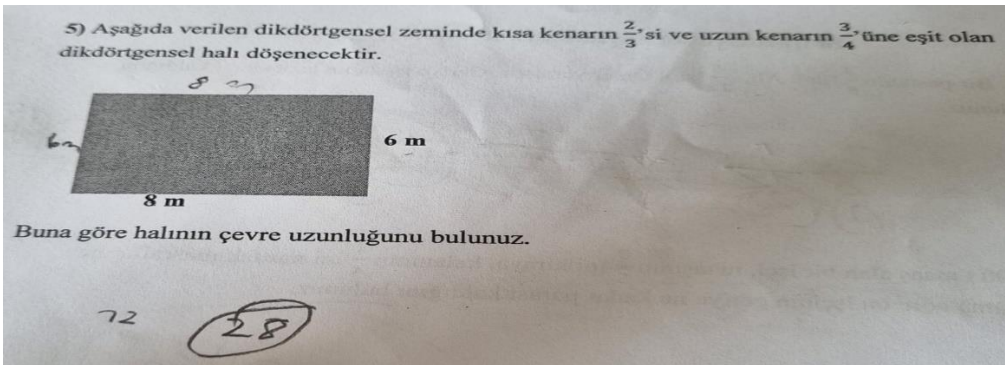 5) Aşağıda verilen dikdörtgensel zeminde kısa kenarın 2/3'si ve uzun kenarın 3/4'üne eşit olan
dikdörtgensel halı döşenecektir.
8 m
6m
6 m
8 m
Buna göre halının çevre uzunluğunu bulunuz.
72
28